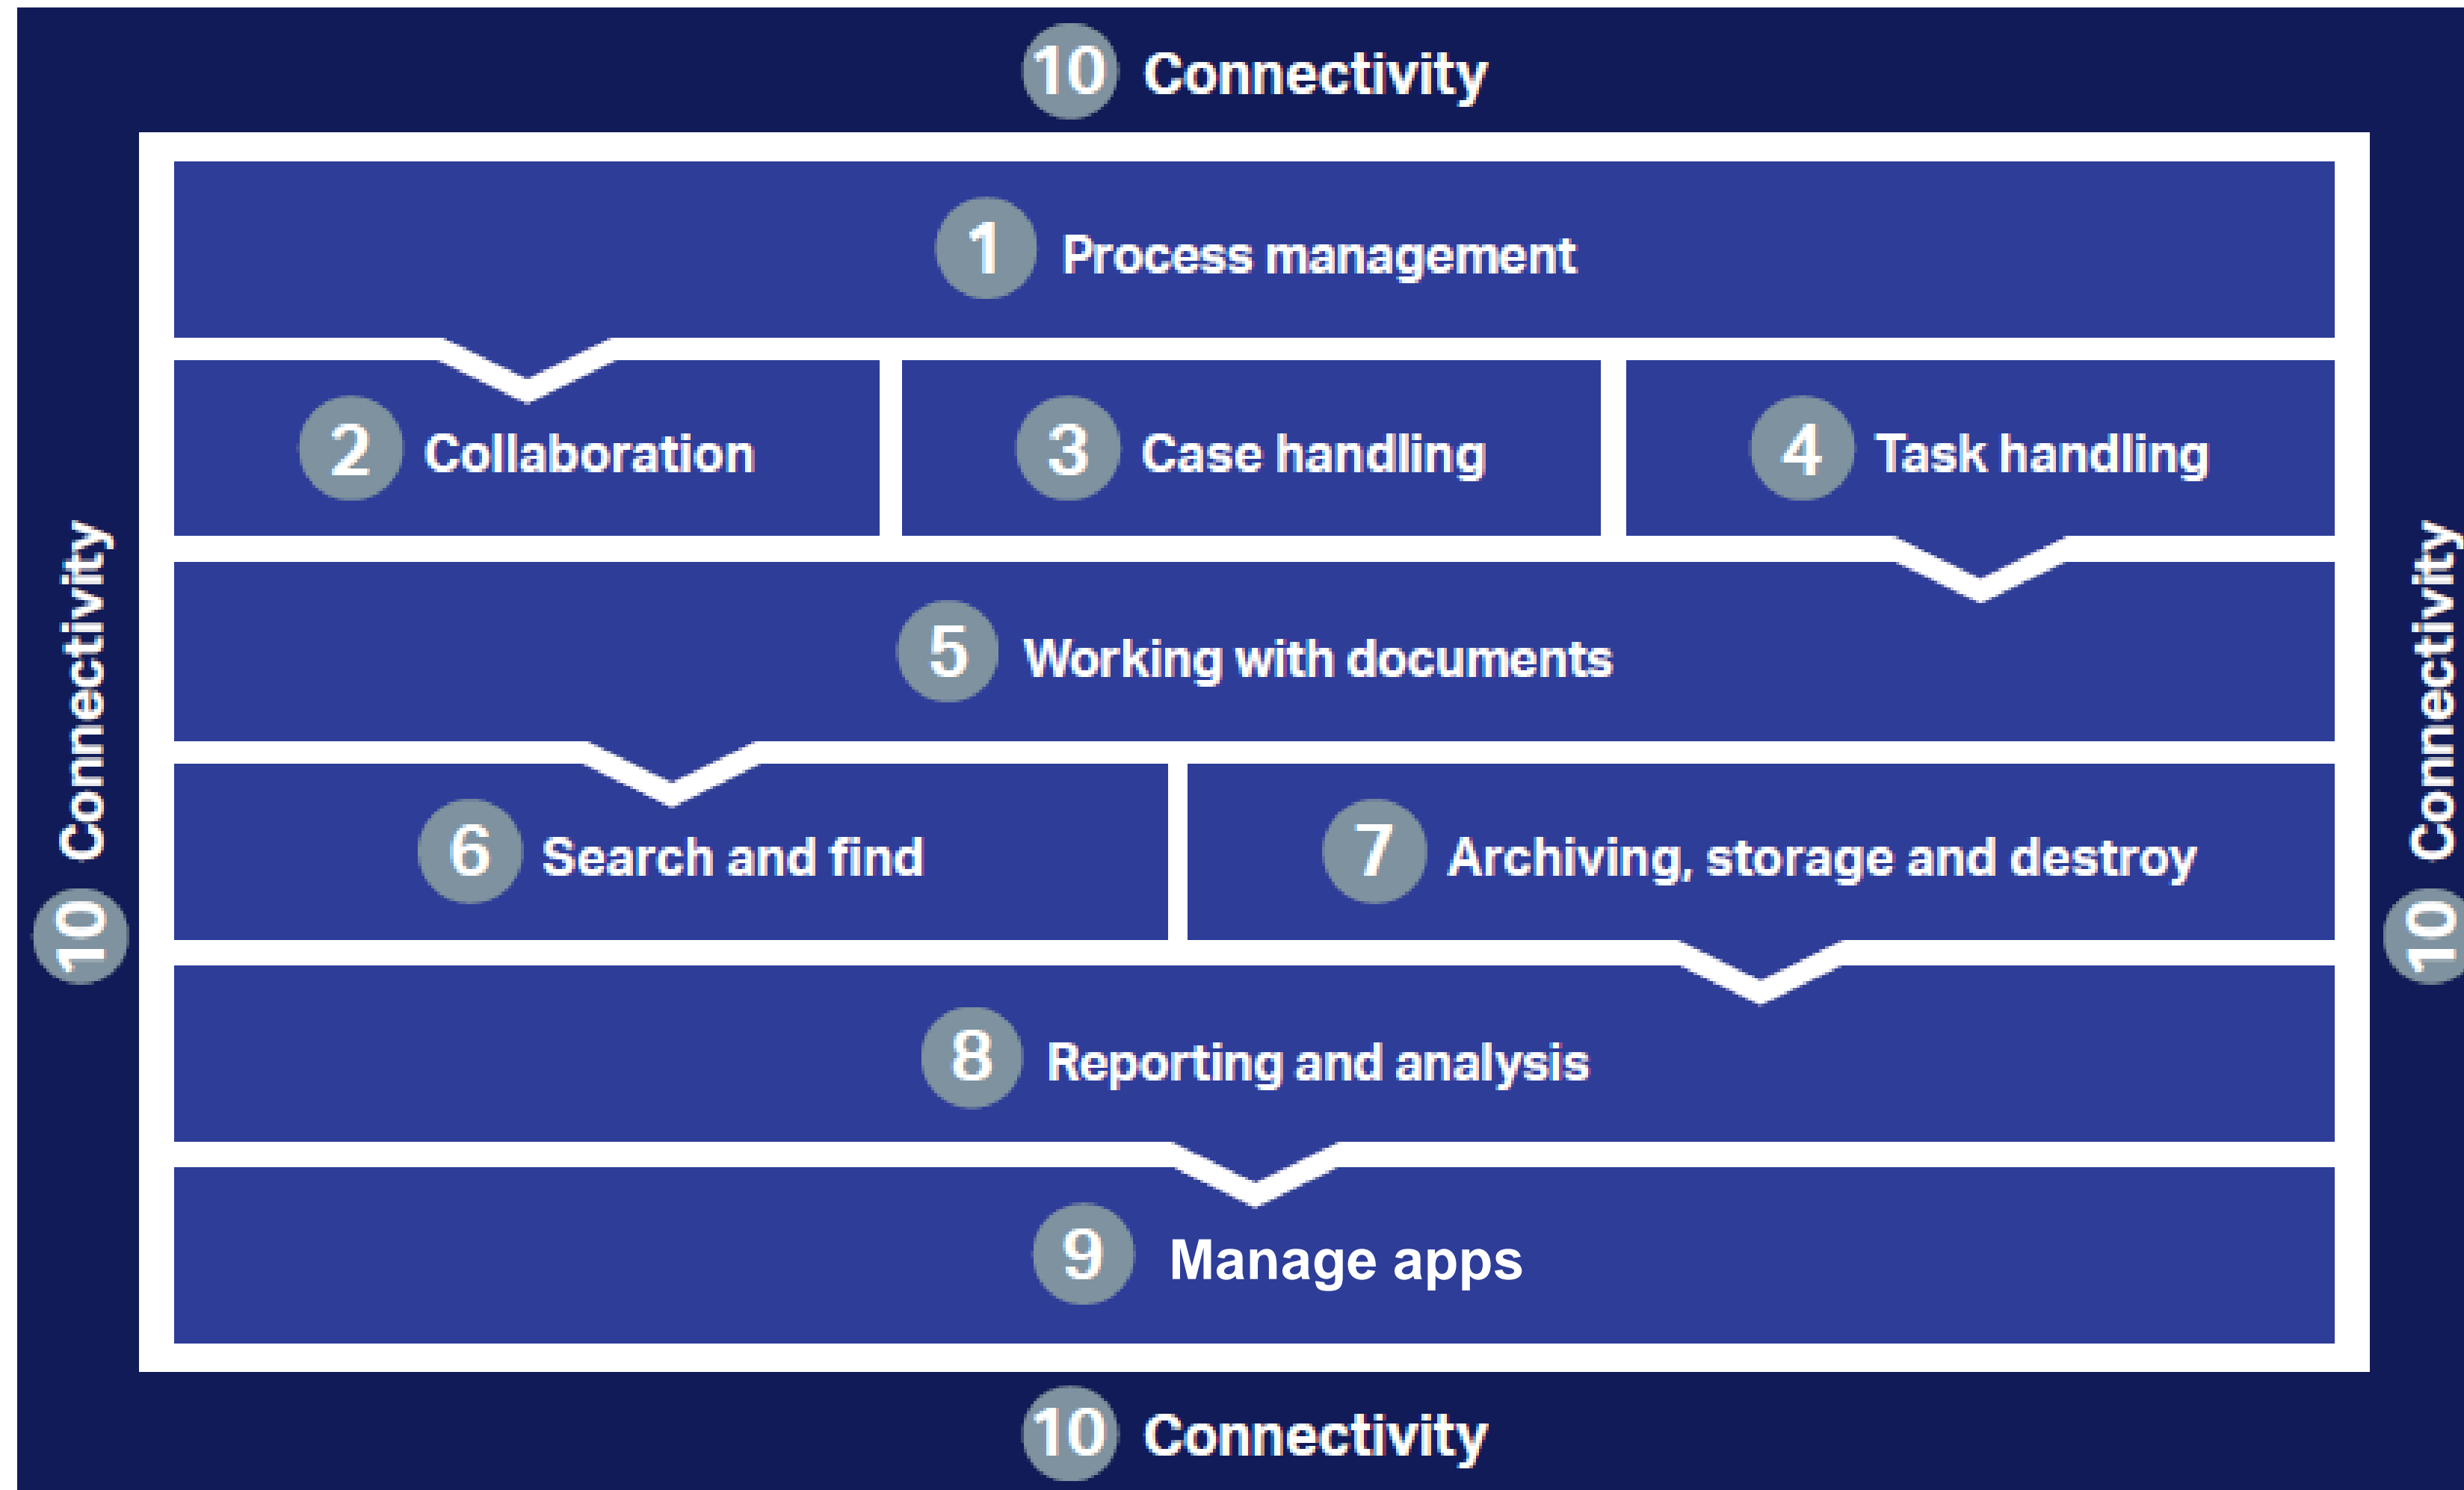 10 Connectivity
1 Process management
2 Collaboration
3 Case handling
4 Task handling
5 Working with documents
6 Search and find
7 Archiving, storage and destroy
8 Reporting and analysis
9 Manage apps
10 Connectivity
10 Connectivity
10 Connectivity